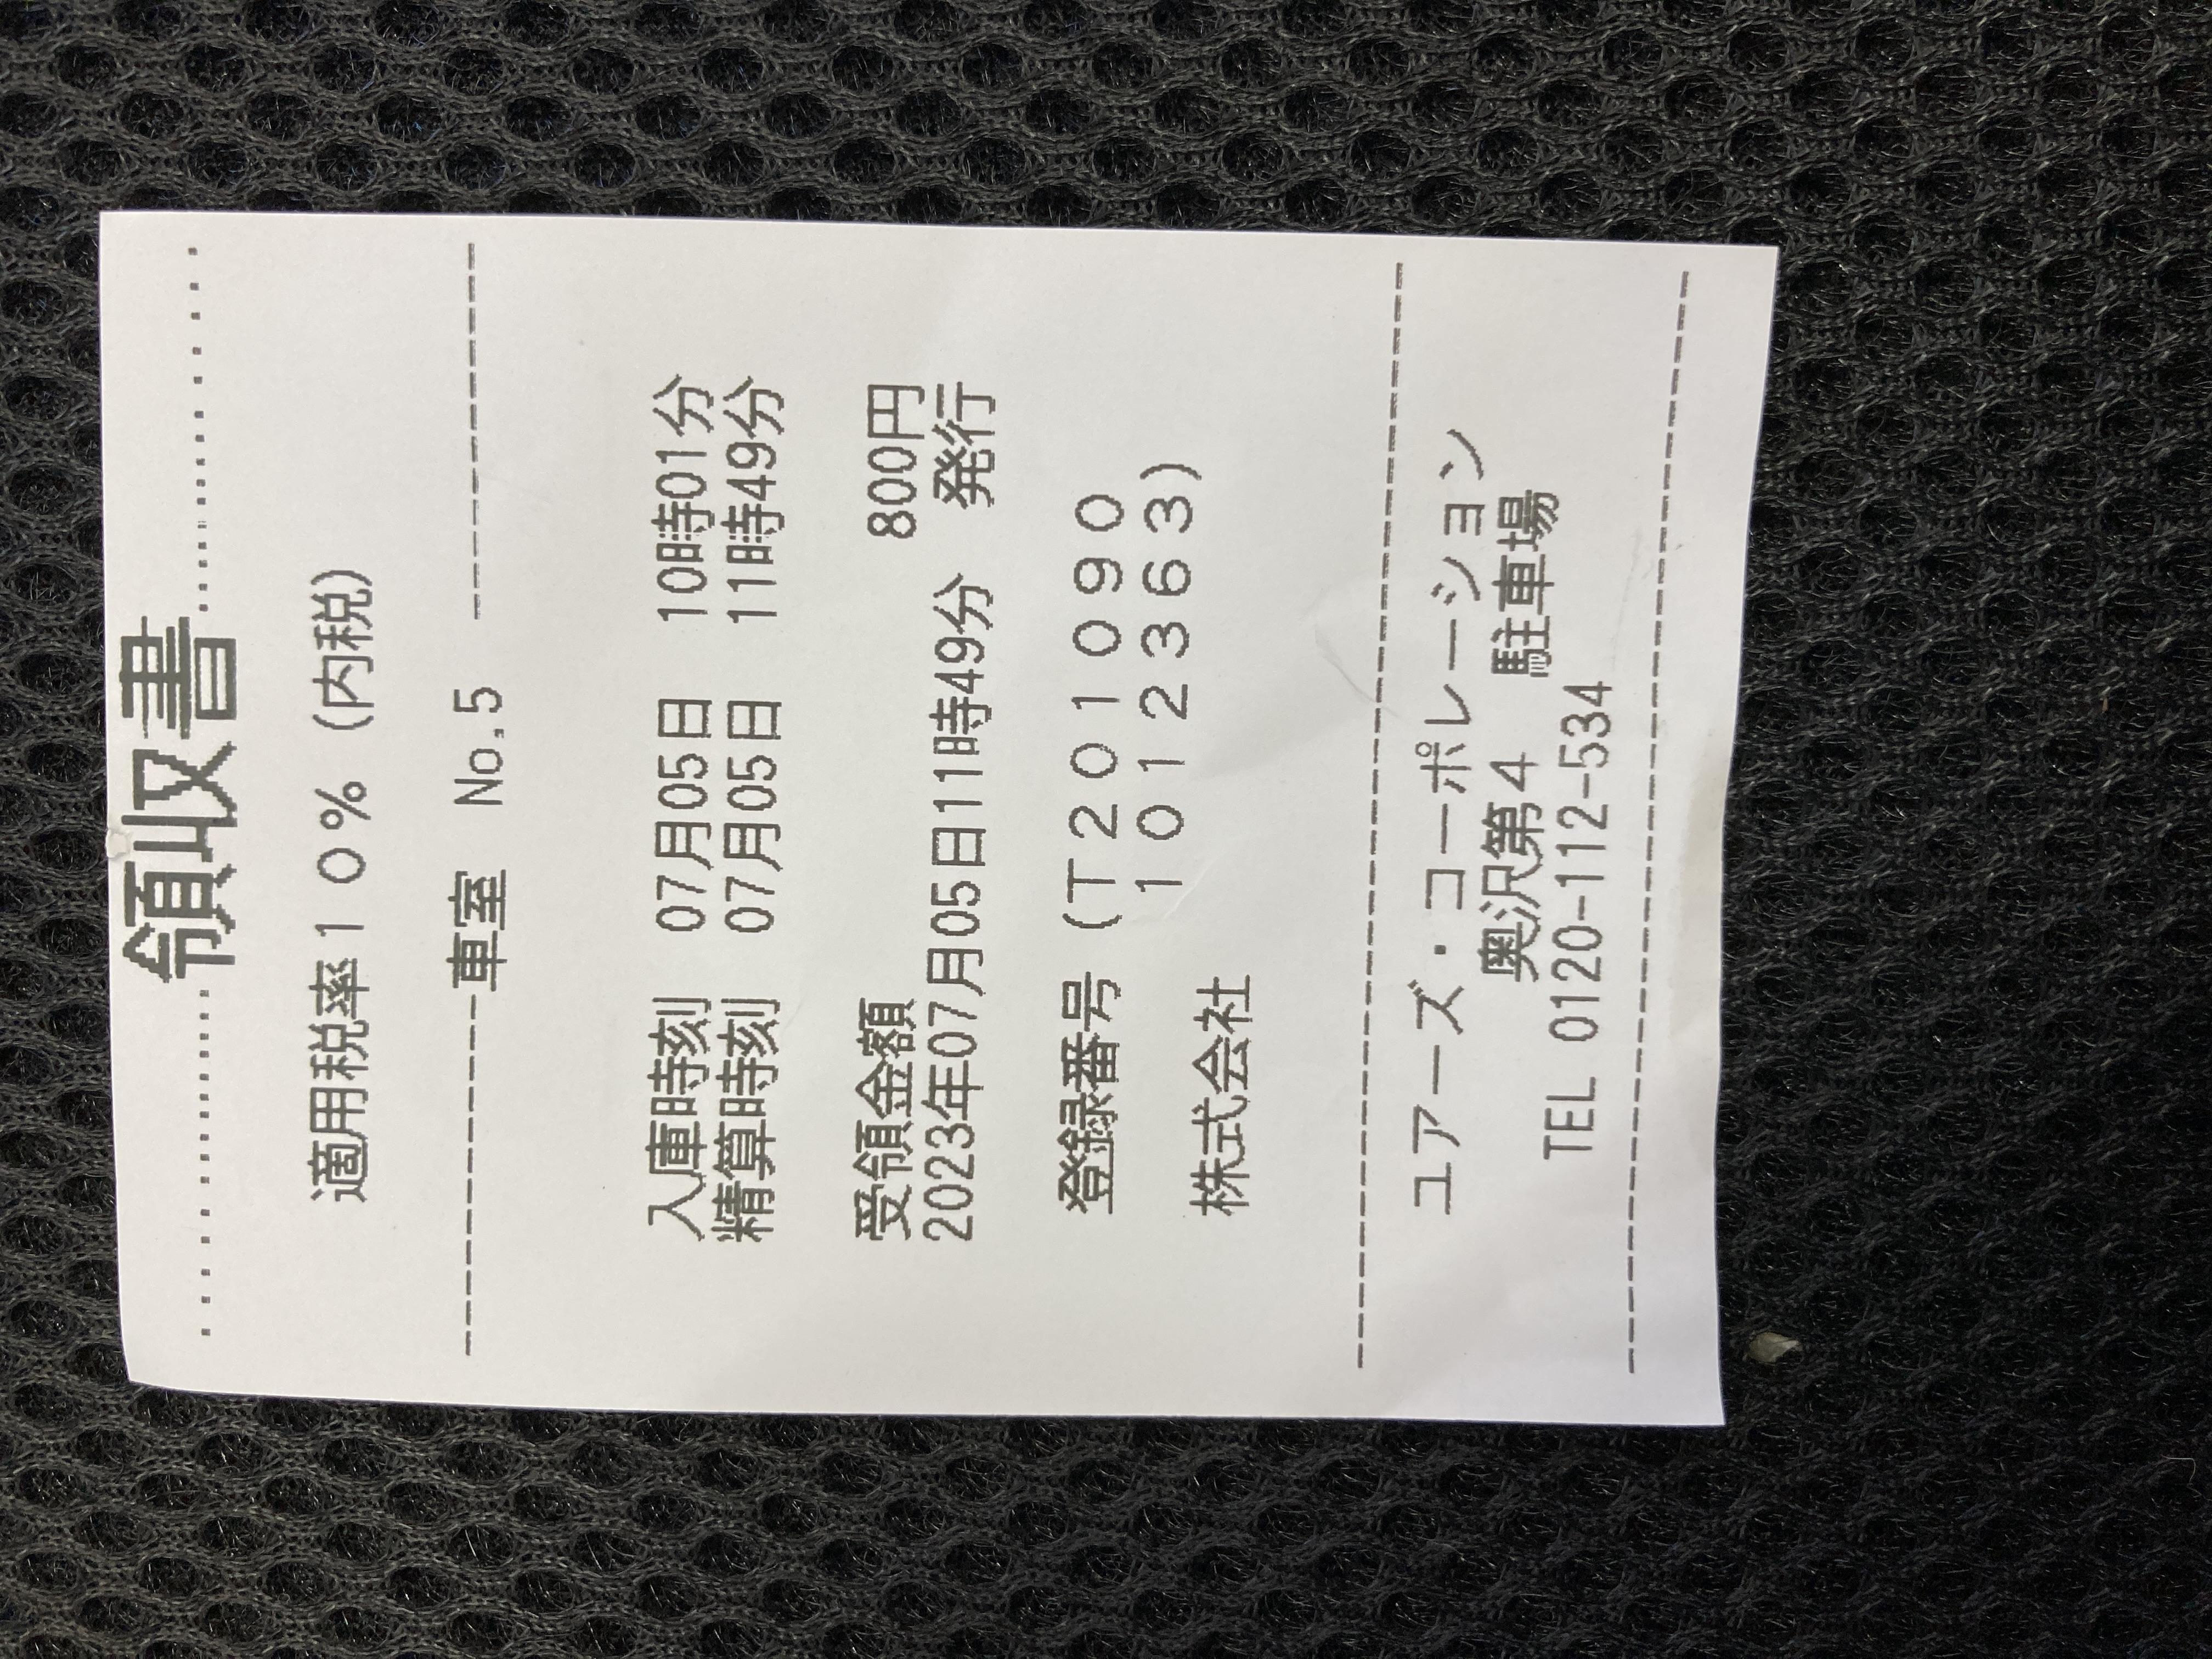 領収書
適用税率10% (内税)
車室 No.5
入庫時刻 07月05日 10時01分
精算時刻 07月05日 11時49分
受領金額 800円
2023年07月05日11時49分 発行
登録番号 (T201090
1012363)
株式会社
ユアーズ・コーポレーション
奥沢第4 駐車場
TEL 0120-112-534